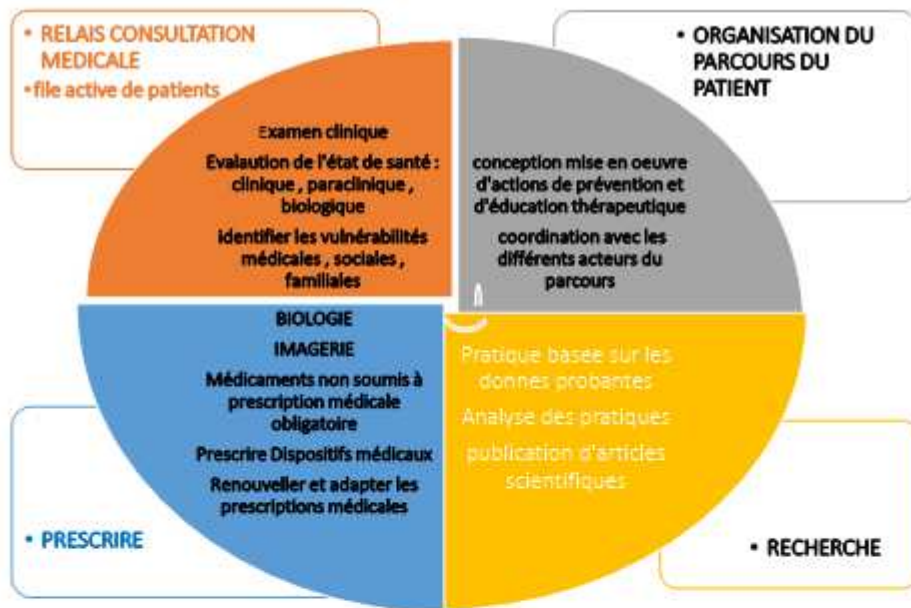 • RELAIS CONSULTATION
MEDICALE
• file active de patients
Examen clinique
Evalaution de l'état de santé :
clinique , paraclinique ,
biologique
identifier les vulnérabilités
médicales , sociales ,
familiales
• ORGANISATION DU
PARCOURS DU
PATIENT
conception mise en oeuvre
d'actions de prévention et
d'éducation thérapeutique
coordination avec les
différents acteurs du
parcours
BIOLOGIE
IMAGERIE
Médicaments non soumis à
prescription médicale
obligatoire
Prescrire Dispositifs médicaux
Renouveller et adapter les
prescriptions médicales
• PRESCRIRE
Pratique basee sur les
donnes probantes
Analyse des pratiques
publication d'articles
scientifiques
• RECHERCHE